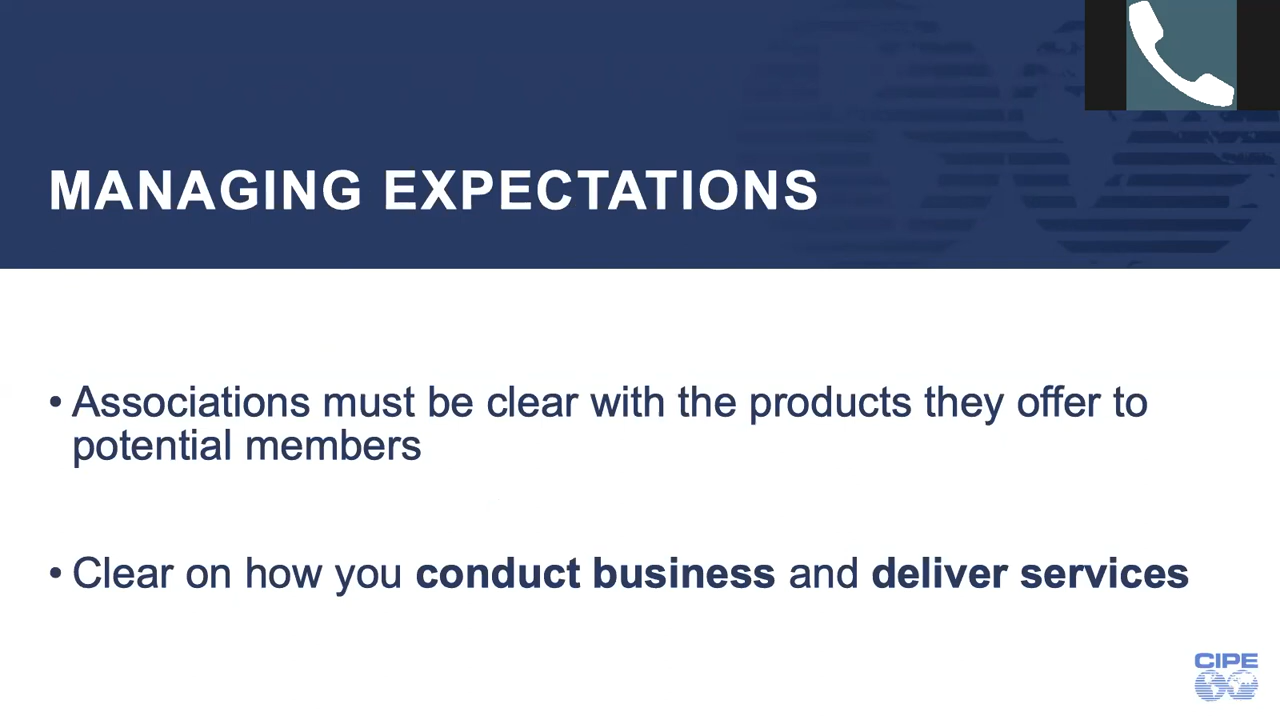 MANAGING EXPECTATIONS
• Associations must be clear with the products they offer to
potential members
• Clear on how you conduct business and deliver services
CIPE